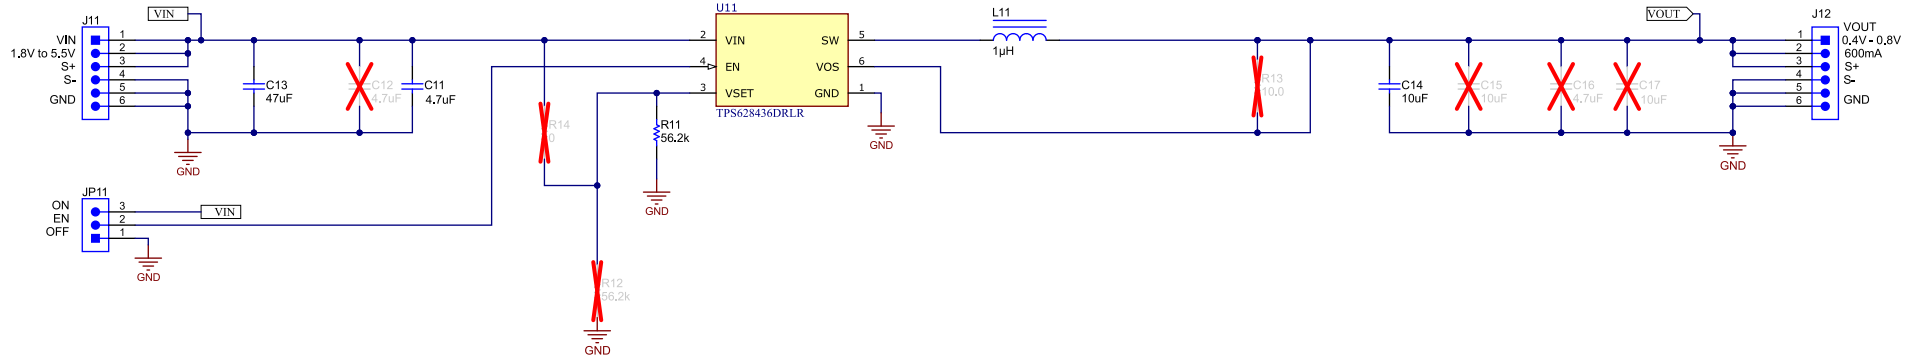 J11
VIN
VIN
1.8V to 5.5V
S+
S-
GND
1
2
3
4
5
6
C13
47uF
C12
4.7uF
C11
4.7uF
R14
0
R11
56.2k
GND
R12
56.2k
GND
GND
JP11
ON
EN
OFF
3
2
1
VIN
GND
U11
2
4
3
VIN
EN
VSET
SW
VOS
GND
5
6
1
TPS628436DRLR
GND
L11
1µH
R13
10.0
C14
10uF
C15
10uF
C16
4.7uF
C17
10uF
VOUT
J12
1
2
3
4
5
6
VOUT
0.4V - 0.8V
600mA
S+
S-
GND
GND